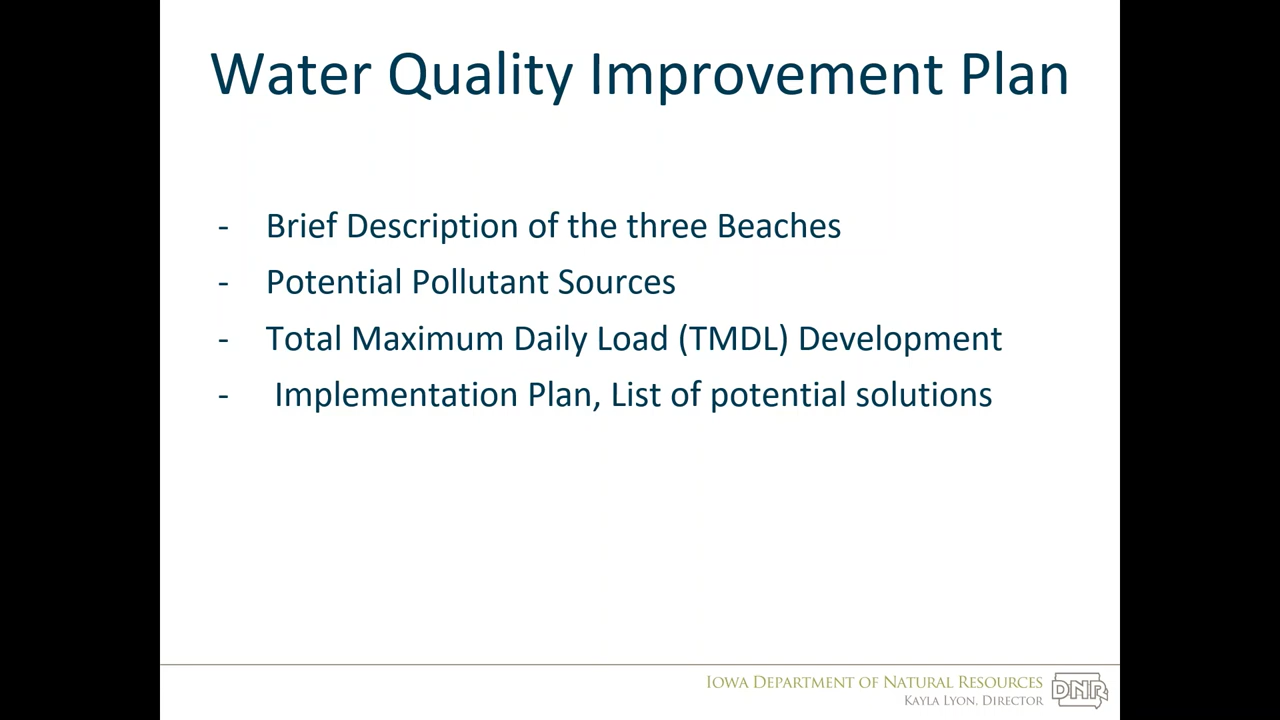 Water Quality Improvement Plan
- Brief Description of the three Beaches
- Potential Pollutant Sources
- Total Maximum Daily Load (TMDL) Development
- Implementation Plan, List of potential solutions
Iowa Department of Natural Resources
Kayla Lyon, Director
DNR